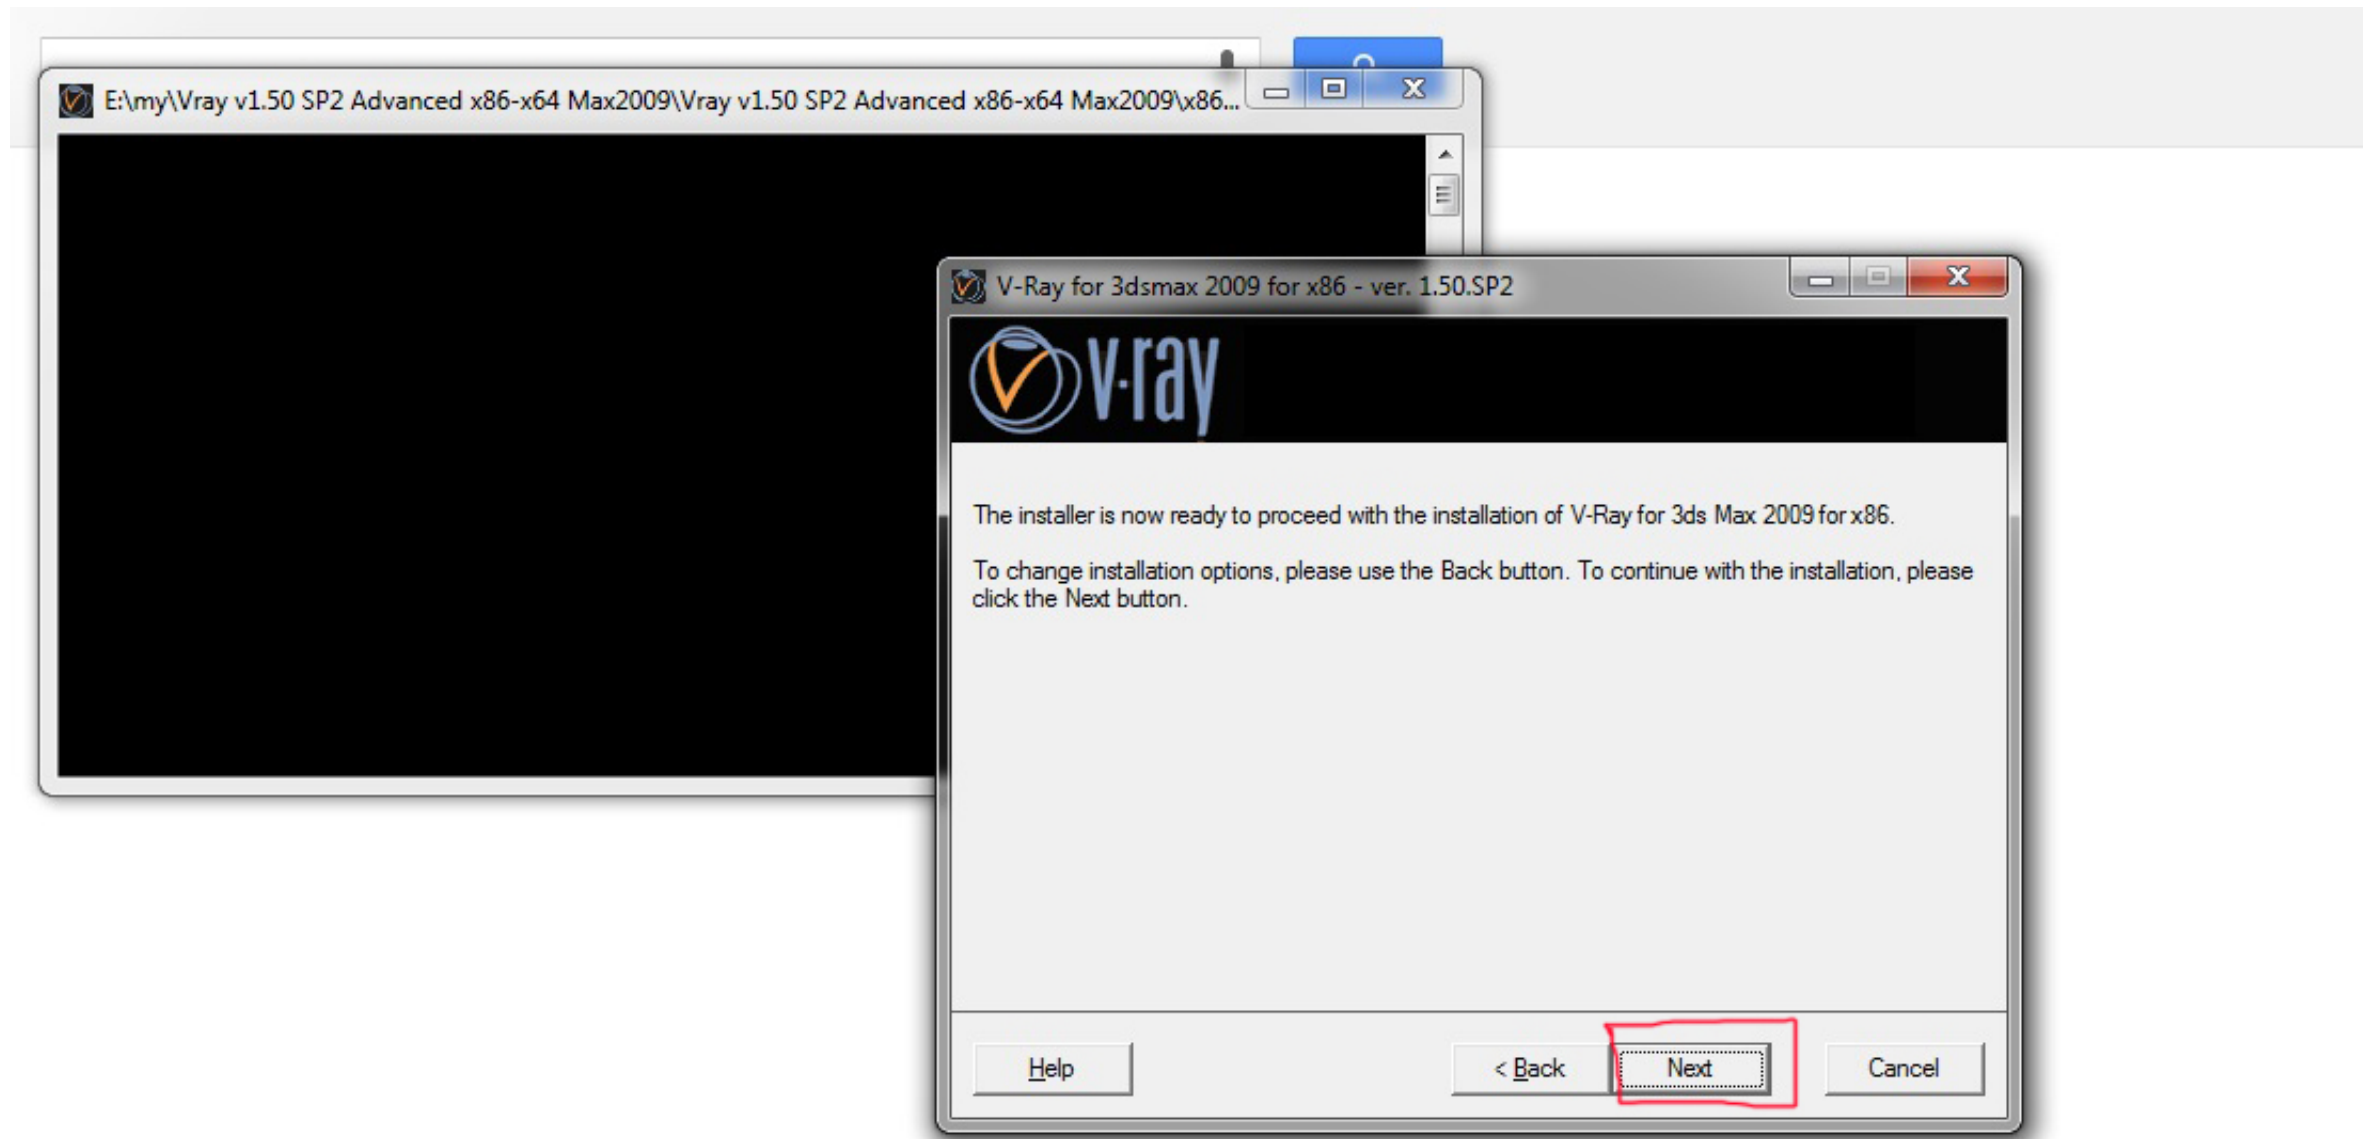 E:\my\Vray v1.50 SP2 Advanced x86-x64 Max2009\Vray v1.50 SP2 Advanced x86-x64 Max2009\x86...
V-Ray for 3dsmax 2009 for x86 - ver. 1.50.SP2
v·ray
The installer is now ready to proceed with the installation of V-Ray for 3ds Max 2009 for x86.
To change installation options, please use the Back button. To continue with the installation, please
click the Next button.
Help
< Back
Next
Cancel